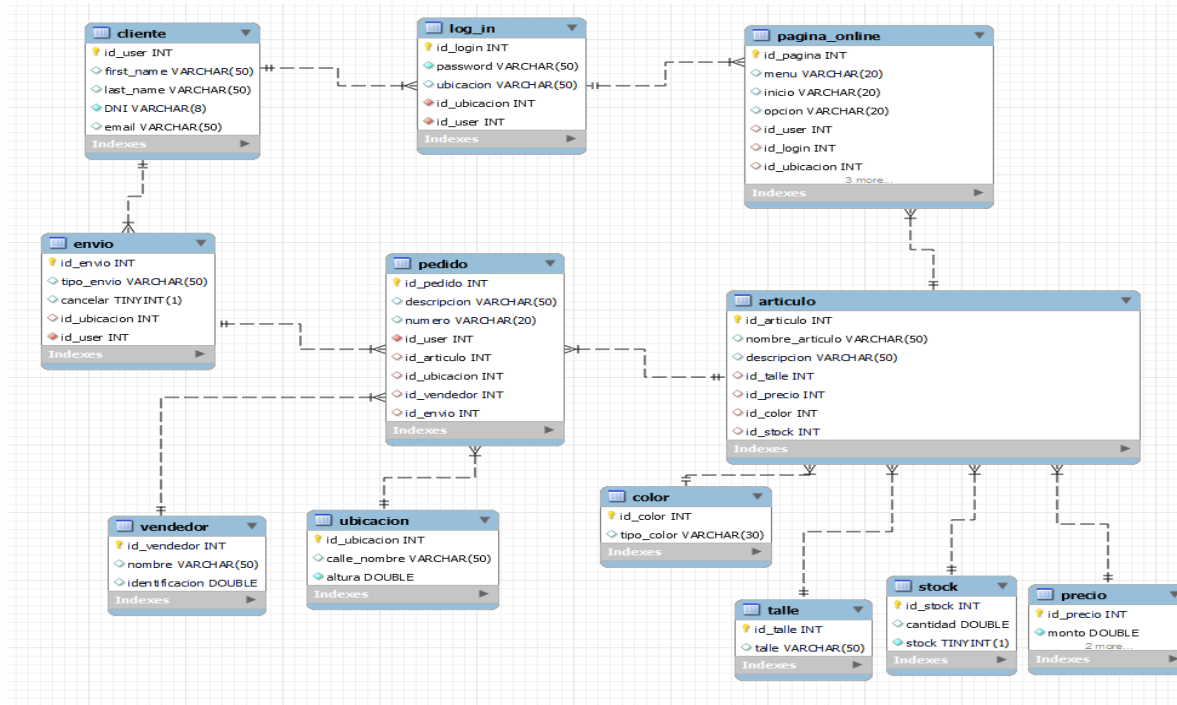 cliente
id_user INT
first_name VARCHAR(50)
last_name VARCHAR(50)
DNI VARCHAR(8)
email VARCHAR(50)
Indexes
log_in
id_login INT
password VARCHAR(50)
ubicacion VARCHAR(50)
id_ubicacion INT
id_user INT
Indexes
pagina_online
id_pagina INT
menu VARCHAR(20)
inicio VARCHAR(20)
opcion VARCHAR(20)
id_user INT
id_login INT
id_ubicacion INT
3 more...
Indexes
envio
id_envio INT
tipo_envio VARCHAR(50)
cancelar TINYINT(1)
id_ubicacion INT
id_user INT
Indexes
pedido
id_pedido INT
descripcion VARCHAR(50)
numero VARCHAR(20)
id_user INT
id_articulo INT
id_ubicacion INT
id_vendedor INT
id_envio INT
Indexes
articulo
id_articulo INT
nombre_articulo VARCHAR(50)
descripcion VARCHAR(50)
id_talle INT
id_precio INT
id_color INT
id_stock INT
Indexes
vendedor
id_vendedor INT
nombre VARCHAR(50)
identificacion DOUBLE
Indexes
ubicacion
id_ubicacion INT
calle_nombre VARCHAR(50)
altura DOUBLE
Indexes
color
id_color INT
tipo_color VARCHAR(30)
Indexes
talle
id_talle INT
talle VARCHAR(50)
Indexes
stock
id_stock INT
cantidad DOUBLE
stock TINYINT(1)
Indexes
precio
id_precio INT
monto DOUBLE
2 more...
Indexes